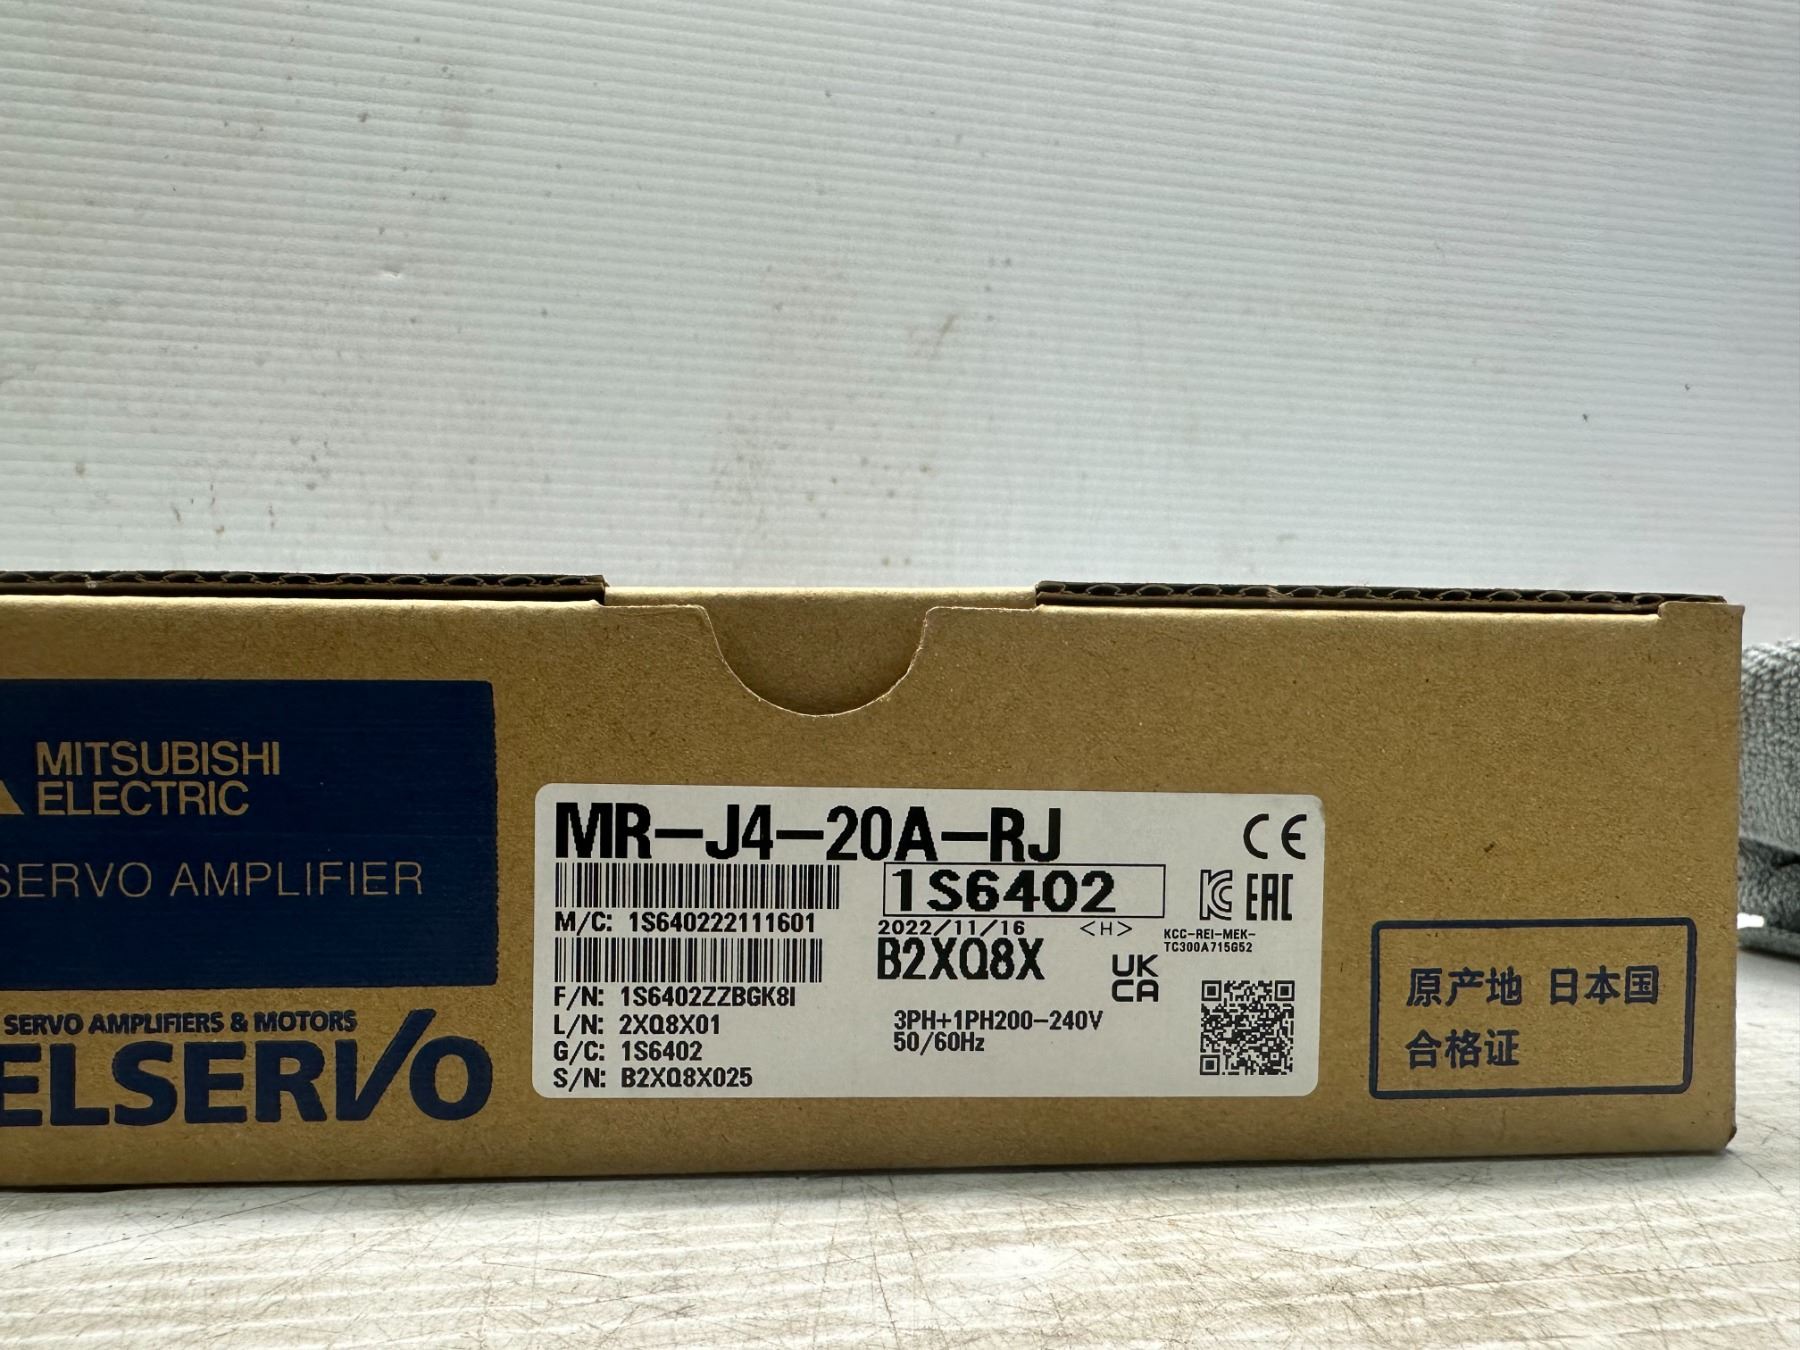 MITSUBISHI
ELECTRIC
SERVO AMPLIFIER
SERVO AMPLIFIERS & MOTORS
ELSERVO
MR-J4-20A-RJ
1S6402
M/C: 1S640222111601
2022/11/16 <H>
B2XQ8X
F/N: 1S6402ZZBGK8I
L/N: 2XQ8X01
G/C: 1S6402
S/N: B2XQ8X025
3PH+1PH200-240V
50/60Hz
CE
KC EAC
KCC-REI-MEK-
TC300A715G52
UK
CA
原产地 日本国
合格证